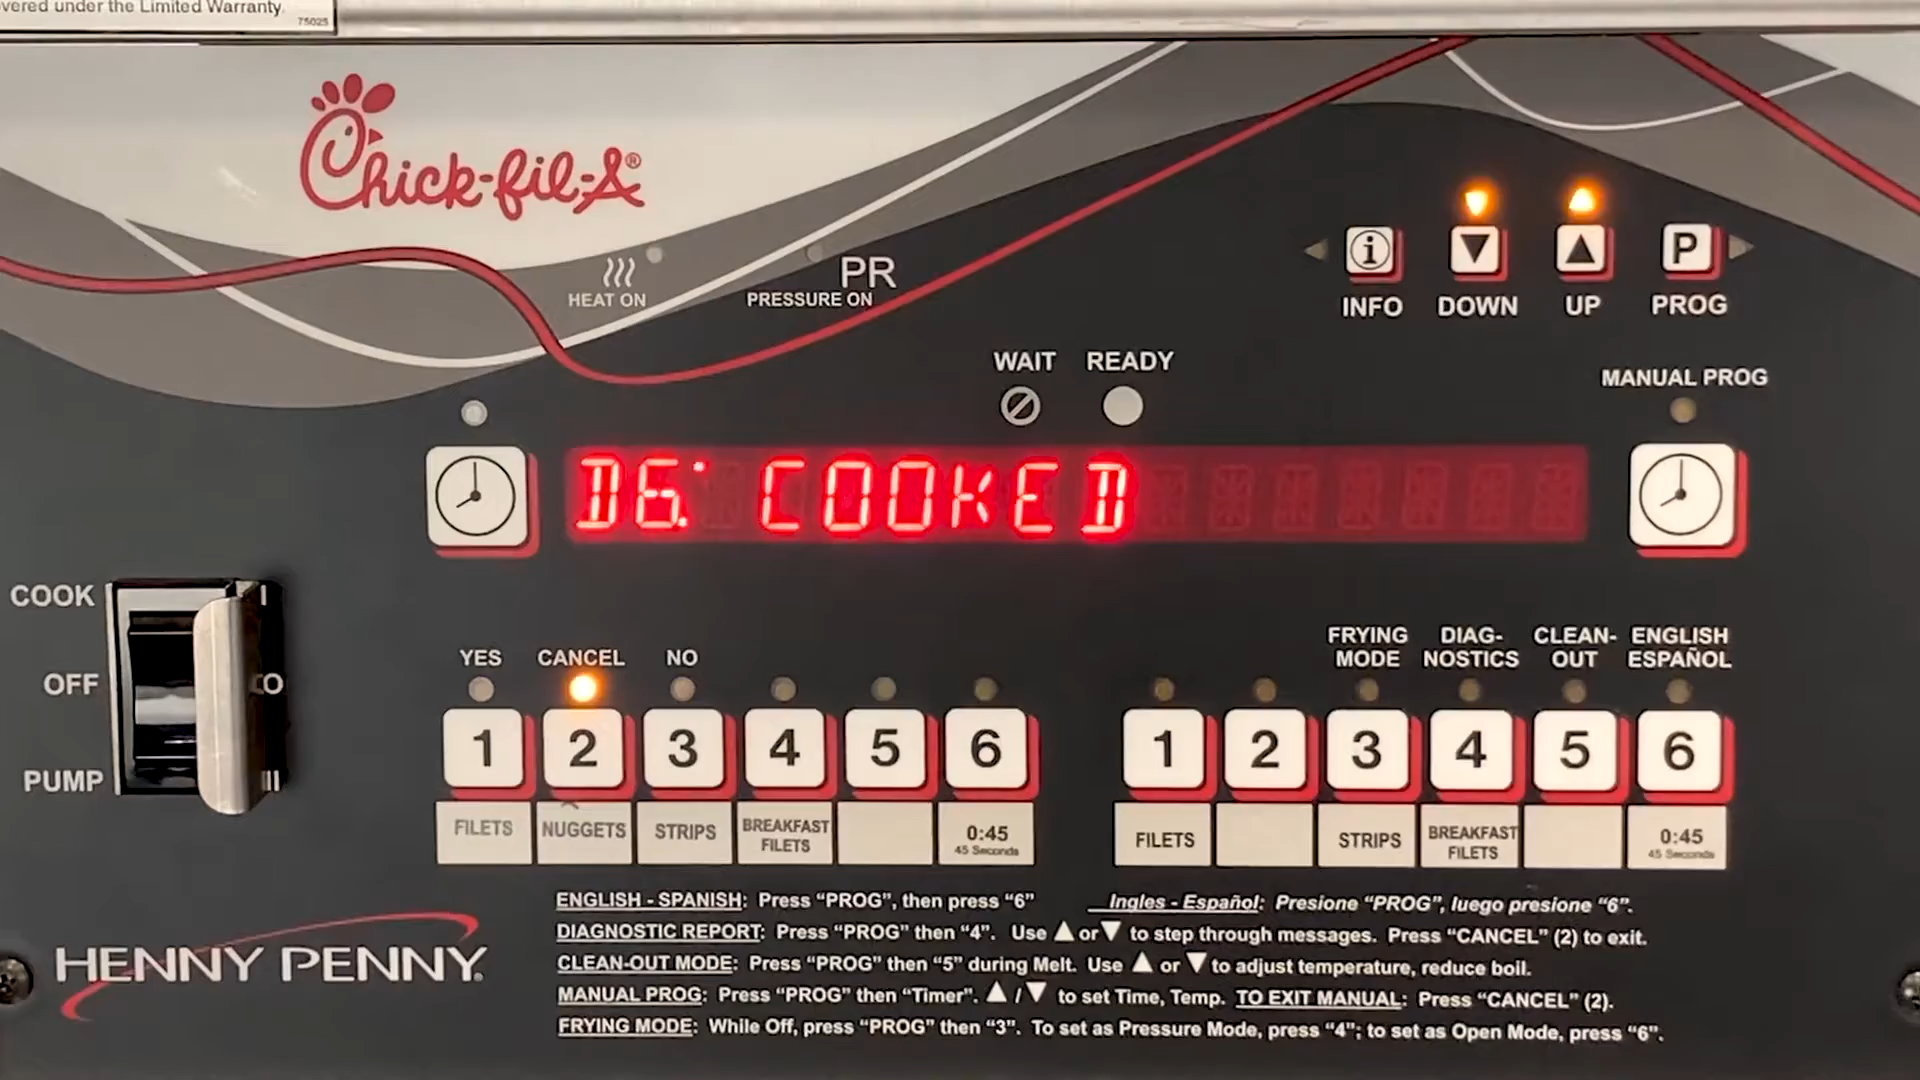 overed under the Limited Warranty.
75025
Chick-fil-A®
HEAT ON
PR
PRESSURE ON
INFO DOWN UP P PROG
WAIT READY
MANUAL PROG
D6: COOKED
COOK I
OFF O
PUMP II
YES CANCEL NO
1 2 3 4 5 6
FILETS NUGGETS STRIPS BREAKFAST FILETS 0:45 45 Seconds
FRYING MODE DIAG-NOSTICS CLEAN-OUT ENGLISH ESPAÑOL
1 2 3 4 5 6
FILETS STRIPS BREAKFAST FILETS 0:45 45 Seconds
ENGLISH - SPANISH: Press “PROG”, then press “6” Ingles - Español: Presione “PROG”, luego presione “6”.
DIAGNOSTIC REPORT: Press “PROG” then “4”. Use ▲ or ▼ to step through messages. Press “CANCEL” (2) to exit.
CLEAN-OUT MODE: Press “PROG” then “5” during Melt. Use ▲ or ▼ to adjust temperature, reduce boil.
MANUAL PROG: Press “PROG” then “Timer”. ▲ / ▼ to set Time, Temp. TO EXIT MANUAL: Press “CANCEL” (2).
FRYING MODE: While Off, press “PROG” then “3”. To set as Pressure Mode, press “4”; to set as Open Mode, press “6”.
HENNY PENNY